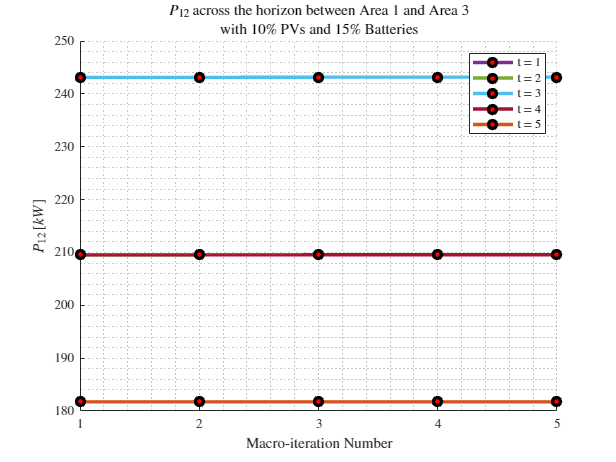 P12 across the horizon between Area 1 and Area 3
with 10% PVs and 15% Batteries
250
240
230
220
210
200
190
180
P12 [kW]
t = 1
t = 2
t = 3
t = 4
t = 5
1 2 3 4 5
Macro-iteration Number